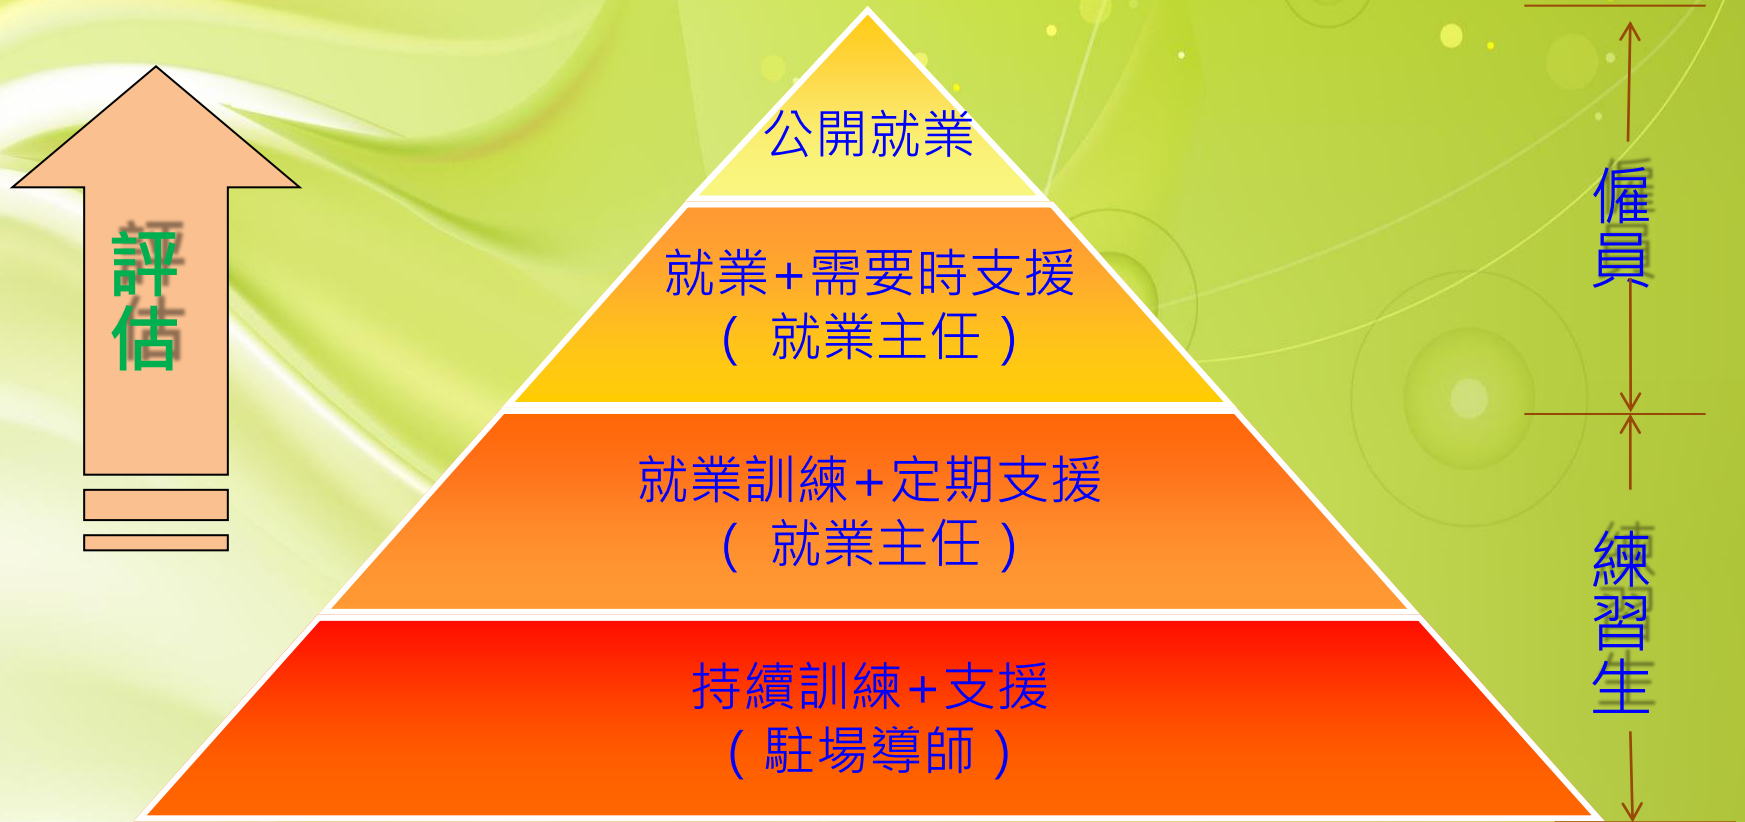 評估
公開就業
就業+需要時支援
( 就業主任 )
就業訓練+定期支援
( 就業主任 )
持續訓練+支援
( 駐場導師 )
僱員
練習生